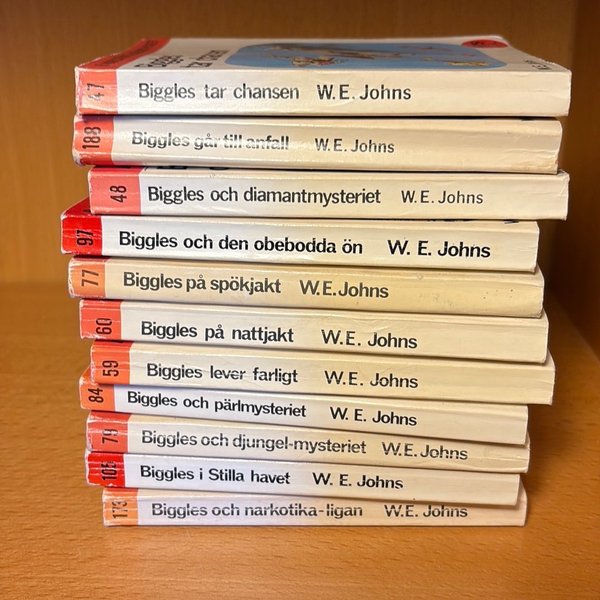 47 Biggles tar chansen W.E. Johns
188 Biggles går till anfall W.E. Johns
48 Biggles och diamantmysteriet W.E. Johns
97 Biggles och den obebodda ön W. E. Johns
77 Biggles på spökjakt W.E. Johns
60 Biggles på nattjakt W. E. Johns
59 Biggles lever farligt W. E. Johns
84 Biggles och pärlmysteriet W. E. Johns
79 Biggles och djungel-mysteriet W.E. Johns
Biggles i Stilla havet W. E. Johns
173 Biggles och narkotika-ligan W.E. Johns